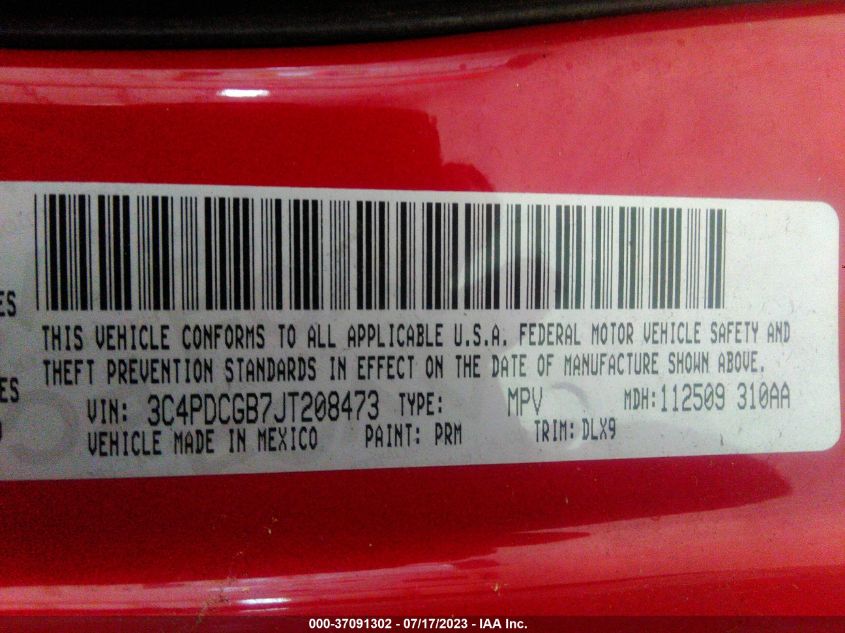 THIS VEHICLE CONFORMS TO ALL APPLICABLE U.S.A. FEDERAL MOTOR VEHICLE SAFETY AND
ES
THEFT PREVENTION STANDARDS IN EFFECT ON THE DATE OF MANUFACTURE SHOWN ABOVE.
ES
VIN: 3C4PDCGB7JT208473 TYPE: MPV MDH: 112509 310AA
VEHICLE MADE IN MEXICO PAINT: PRM TRIM: DLX9
000-37091302 - 07/17/2023 - IAA Inc.